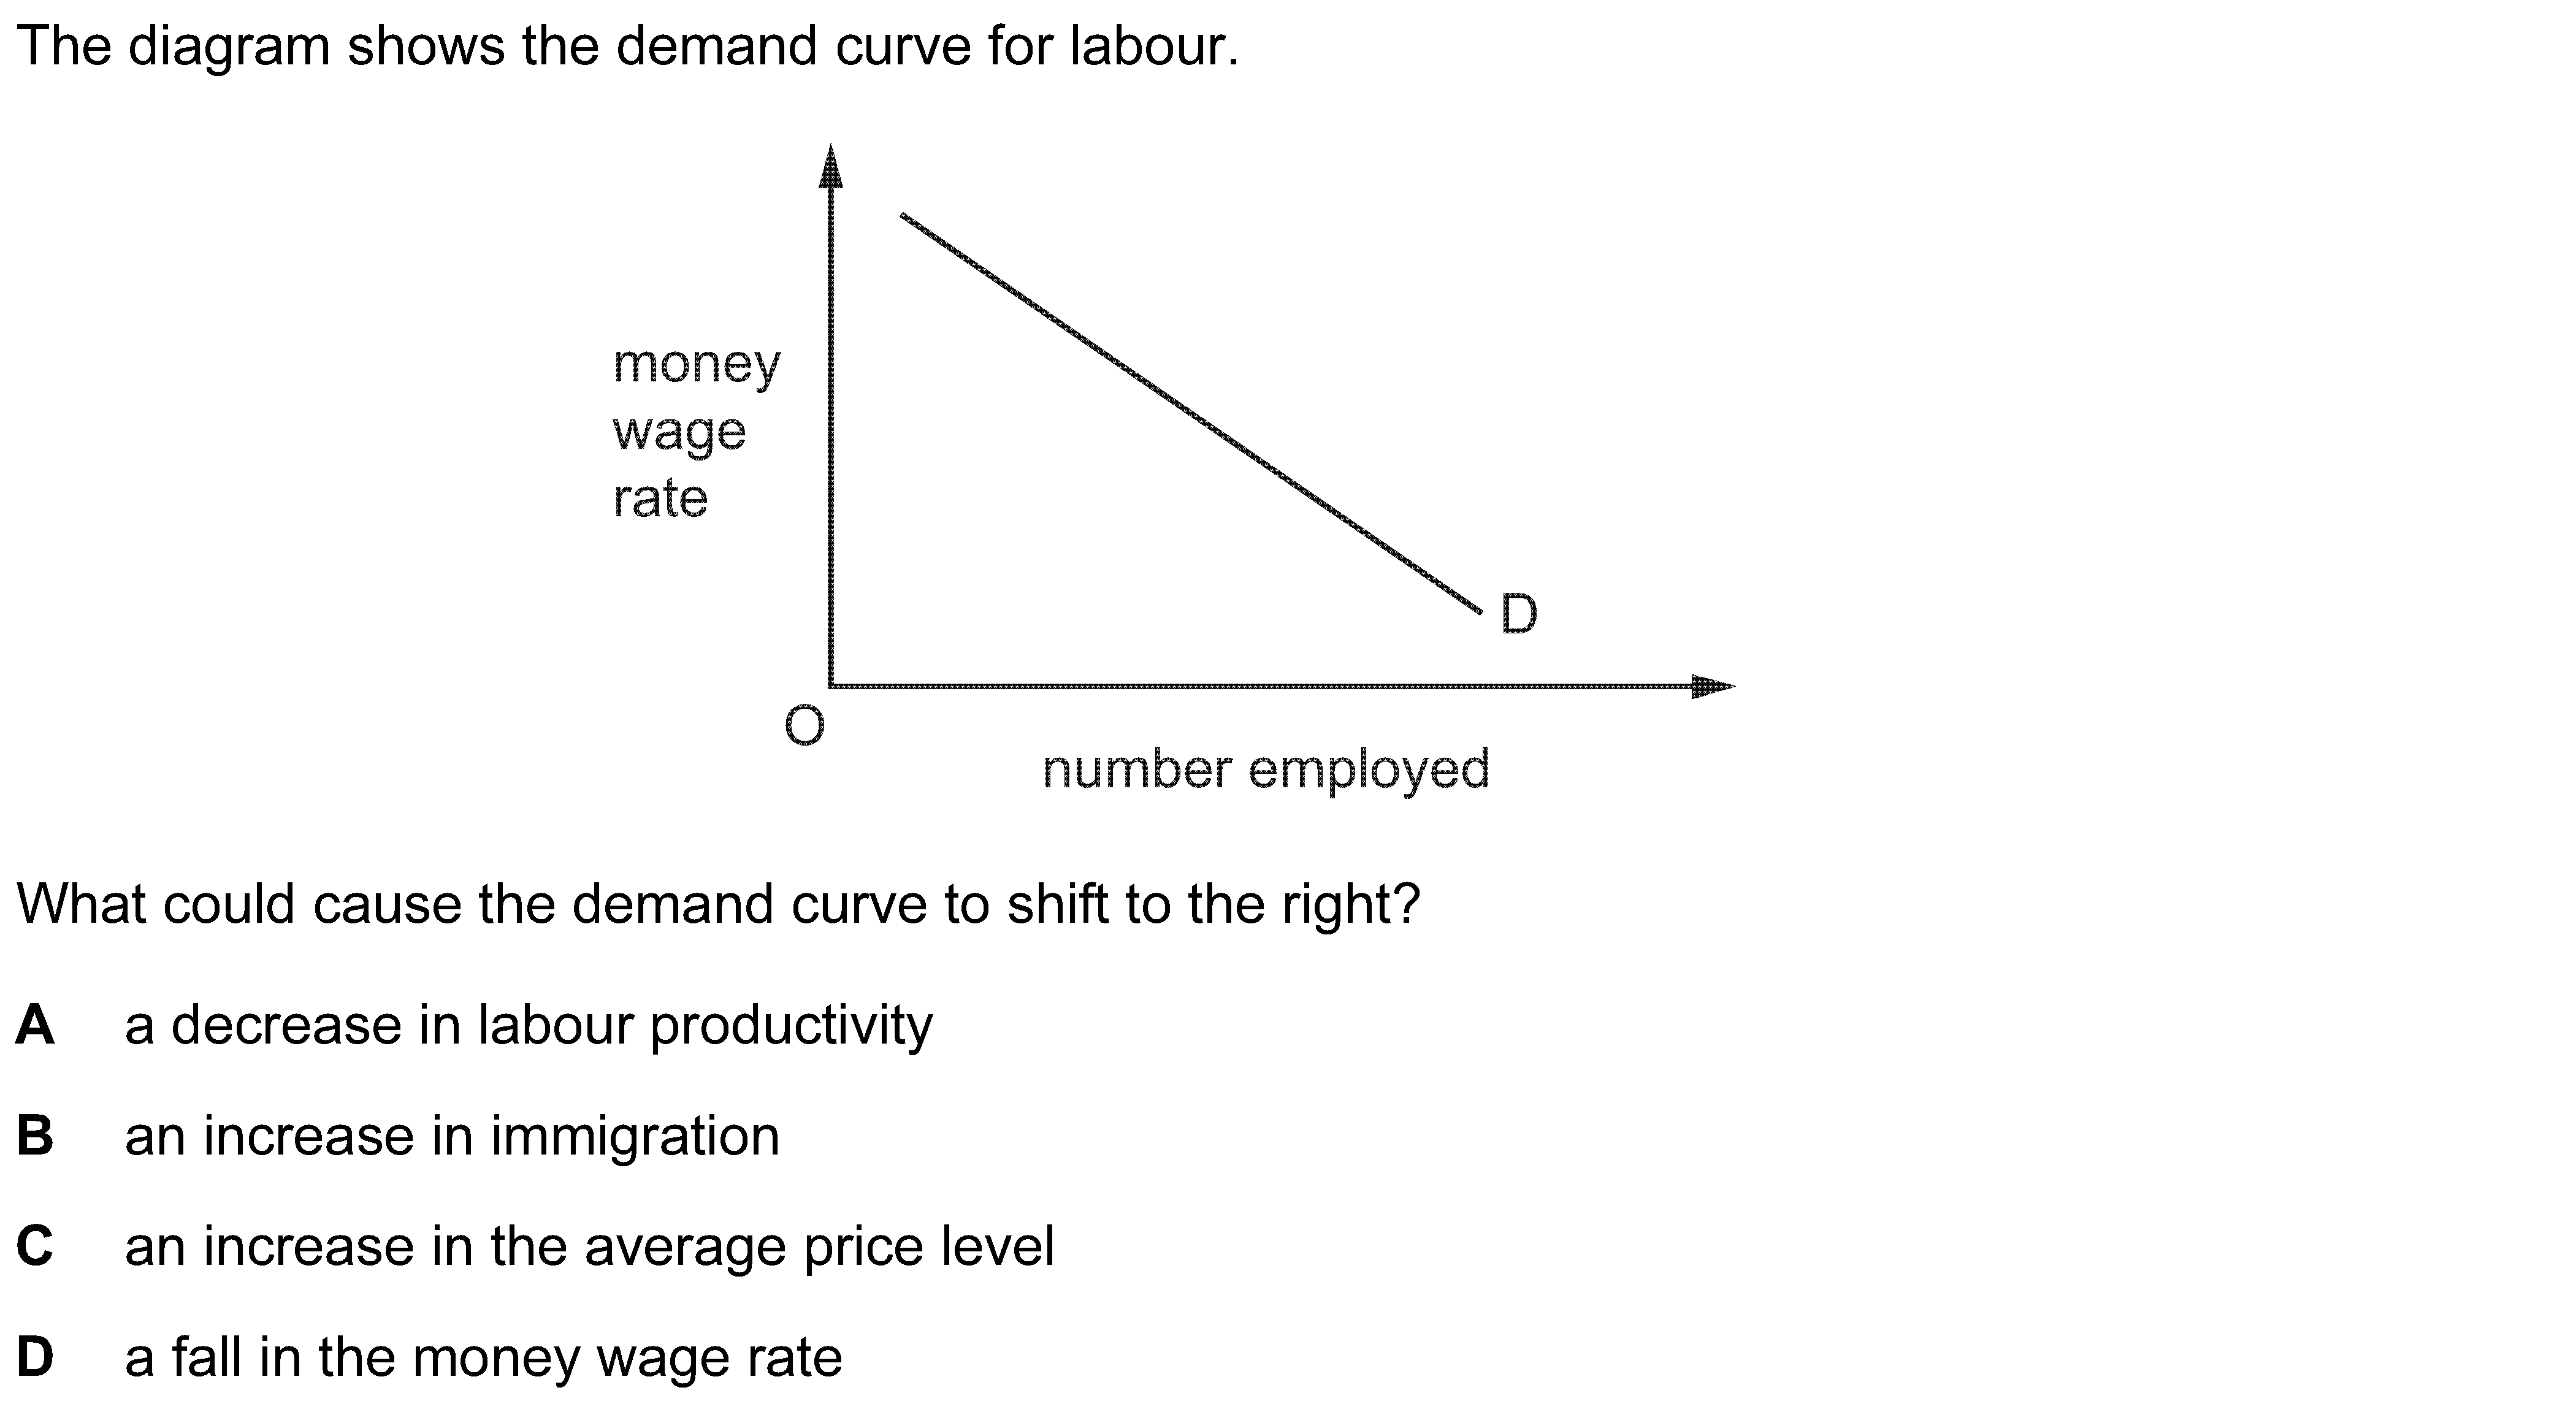 The diagram shows the demand curve for labour.
money
wage
rate
D
O
number employed
What could cause the demand curve to shift to the right?
A a decrease in labour productivity
B an increase in immigration
C an increase in the average price level
D a fall in the money wage rate